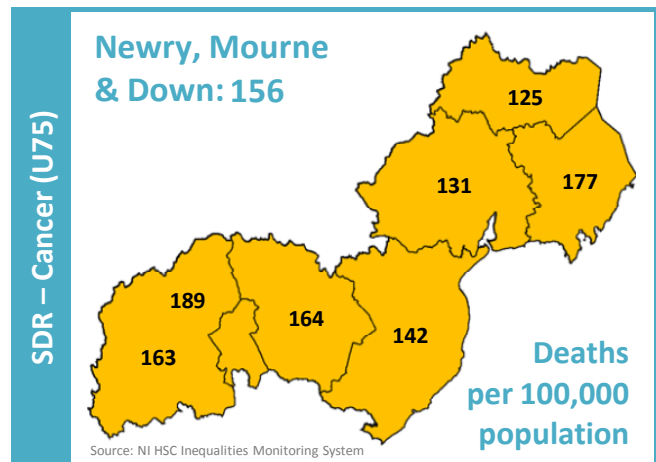 SDR – Cancer (U75)
Newry, Mourne
& Down: 156
125
131
177
189
164
142
163
Deaths
per 100,000
population
Source: NI HSC Inequalities Monitoring System